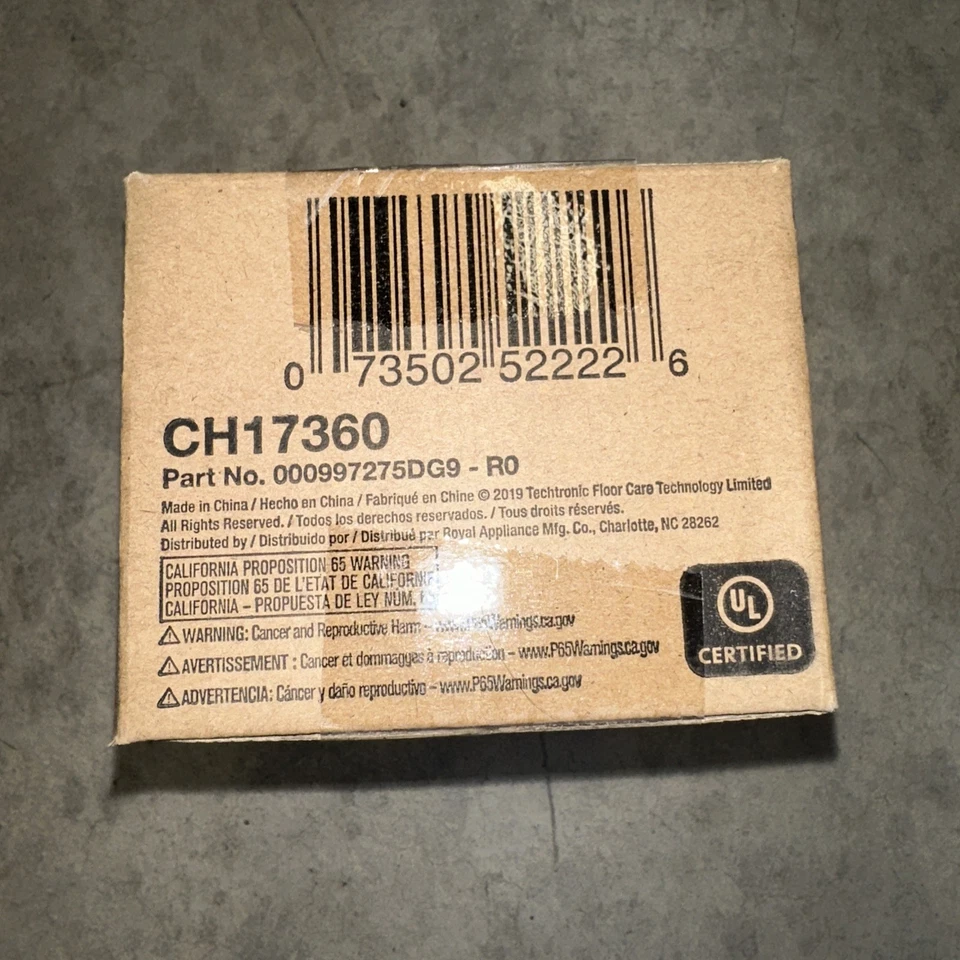 0 73502 52222 6
CH17360
Part No. 000997275DG9 - R0
Made in China / Hecho en China / Fabriqué en Chine © 2019 Techtronic Floor Care Technology Limited
All Rights Reserved. / Todos los derechos reservados. / Tous droits réservés.
Distributed by / Distribuido por / Distribué par Royal Appliance Mfg. Co., Charlotte, NC 28262
CALIFORNIA PROPOSITION 65 WARNING
PROPOSITION 65 DE L'ETAT DE CALIFORNIE
CALIFORNIA – PROPUESTA DE LEY NUM.
⚠ WARNING: Cancer and Reproductive Harm – www.P65Warnings.ca.gov
⚠ AVERTISSEMENT : Cancer et dommages à reproduction – www.P65Warnings.ca.gov
⚠ ADVERTENCIA: Cáncer y daño reproductivo – www.P65Warnings.ca.gov
UL
CERTIFIED